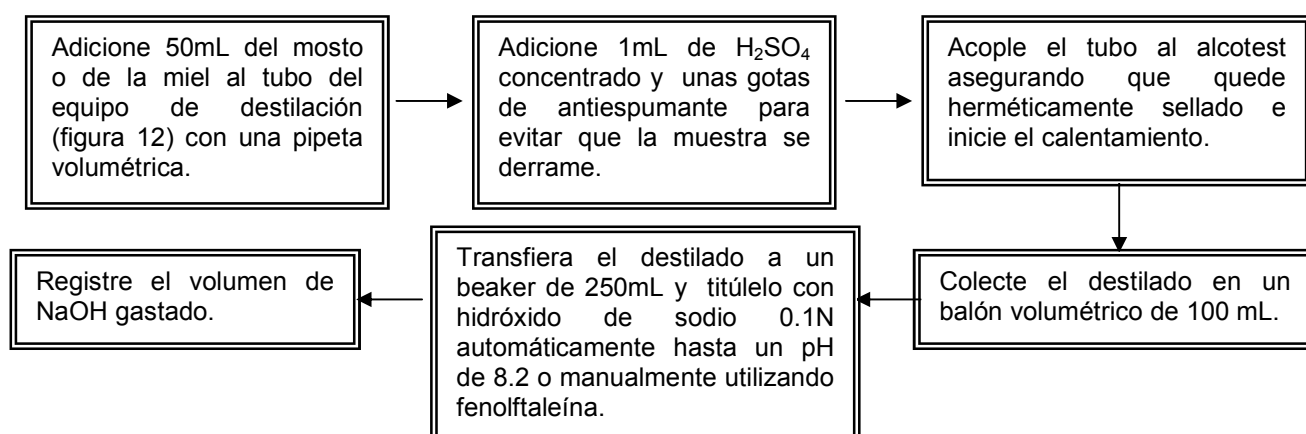 Adicione 50mL del mosto
o de la miel al tubo del
equipo de destilación
(figura 12) con una pipeta
volumétrica.
Adicione 1mL de H₂SO₄
concentrado y unas gotas
de antiespumante para
evitar que la muestra se
derrame.
Acople el tubo al alcotest
asegurando que quede
herméticamente sellado e
inicie el calentamiento.
Colecte el destilado en un
balón volumétrico de 100 mL.
Transfiera el destilado a un
beaker de 250mL y titúlelo con
hidróxido de sodio 0.1N
automáticamente hasta un pH
de 8.2 o manualmente utilizando
fenolftaleína.
Registre el volumen de
NaOH gastado.